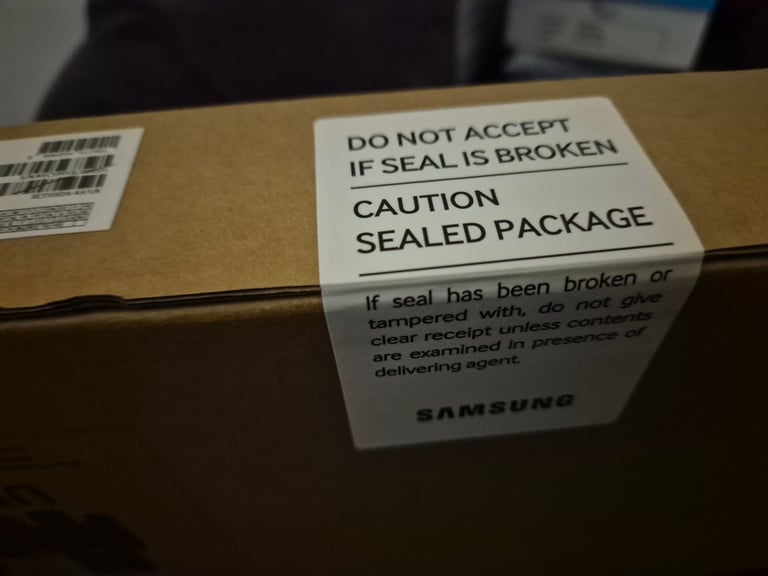 DO NOT ACCEPT
IF SEAL IS BROKEN
CAUTION
SEALED PACKAGE
If seal has been broken or
tampered with, do not give
clear receipt unless contents
are examined in presence of
delivering agent.
SAMSUNG